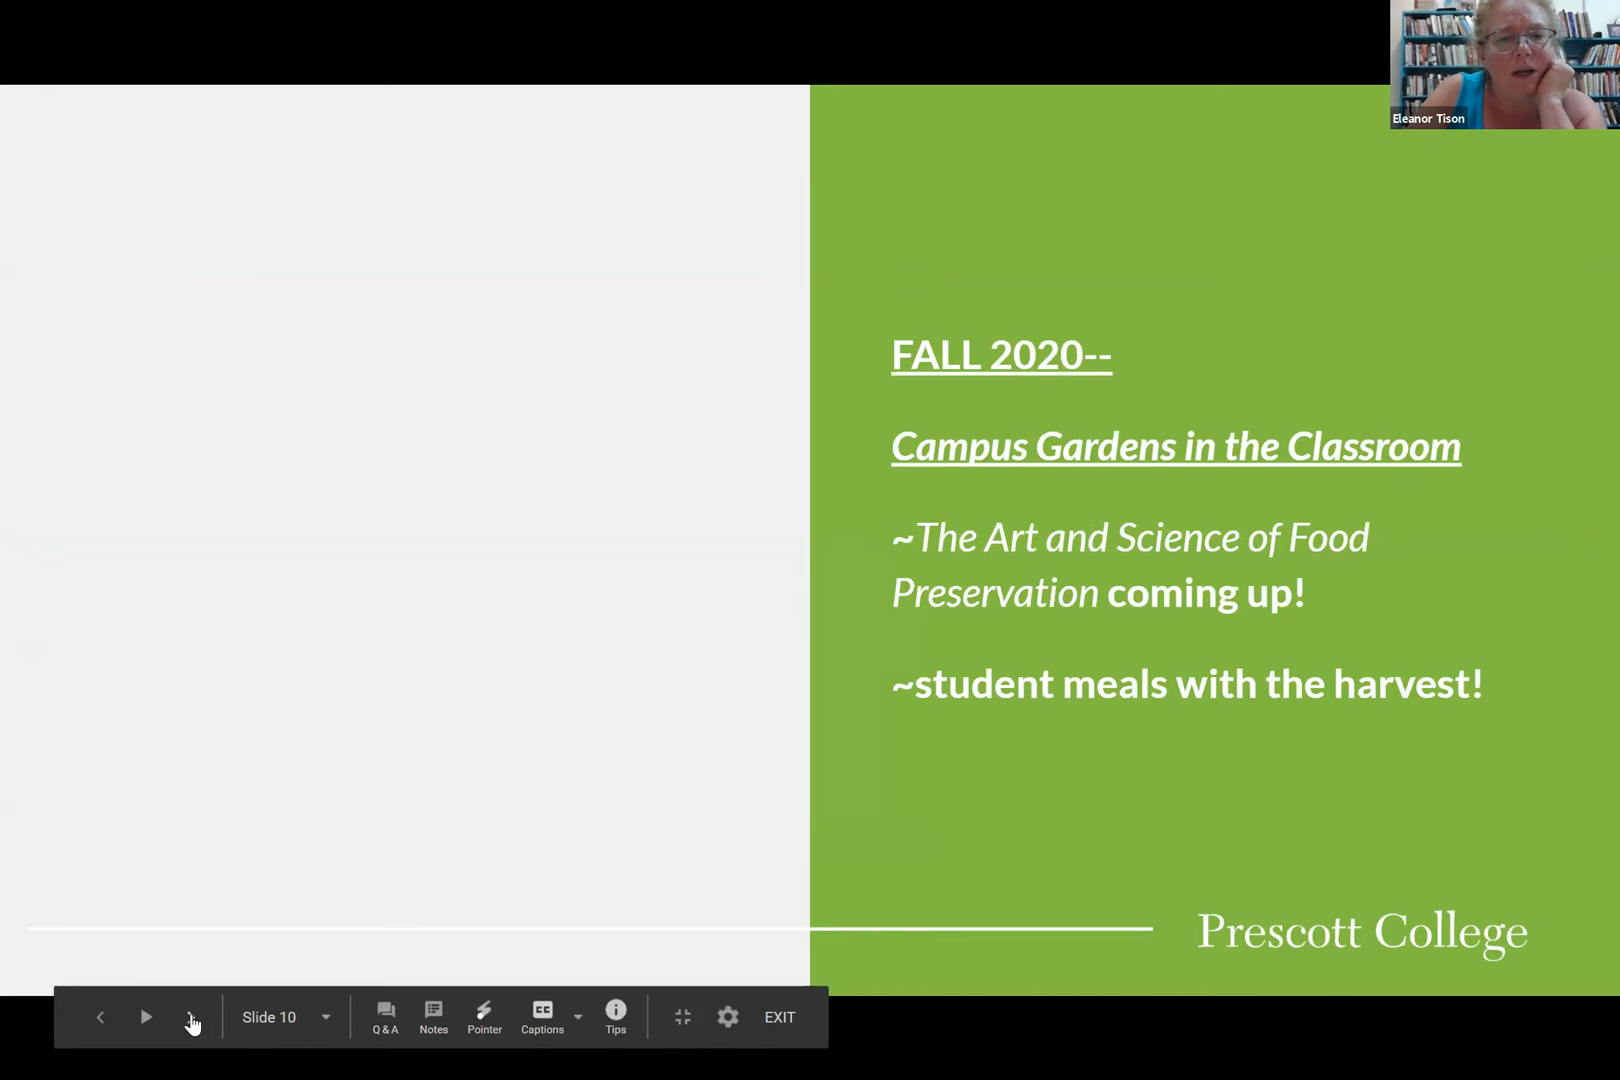 Eleanor Tison
FALL 2020--
Campus Gardens in the Classroom
~The Art and Science of Food
Preservation coming up!
~student meals with the harvest!
Prescott College
Slide 10
Q & A
Notes
Pointer
CC
Captions
Tips
EXIT